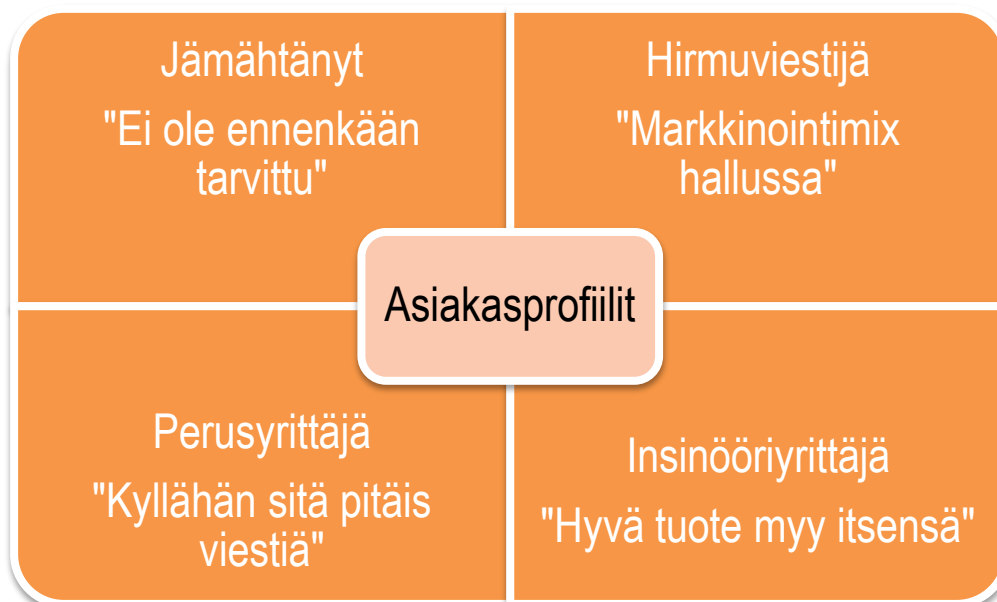 Jämähtänyt
"Ei ole ennenkään
tarvittu"
Hirmuviestijä
"Markkinointimix
hallussa"
Asiakasprofiilit
Perusyrittäjä
"Kyllähän sitä pitäis
viestiä"
Insinööriyrittäjä
"Hyvä tuote myy itsensä"